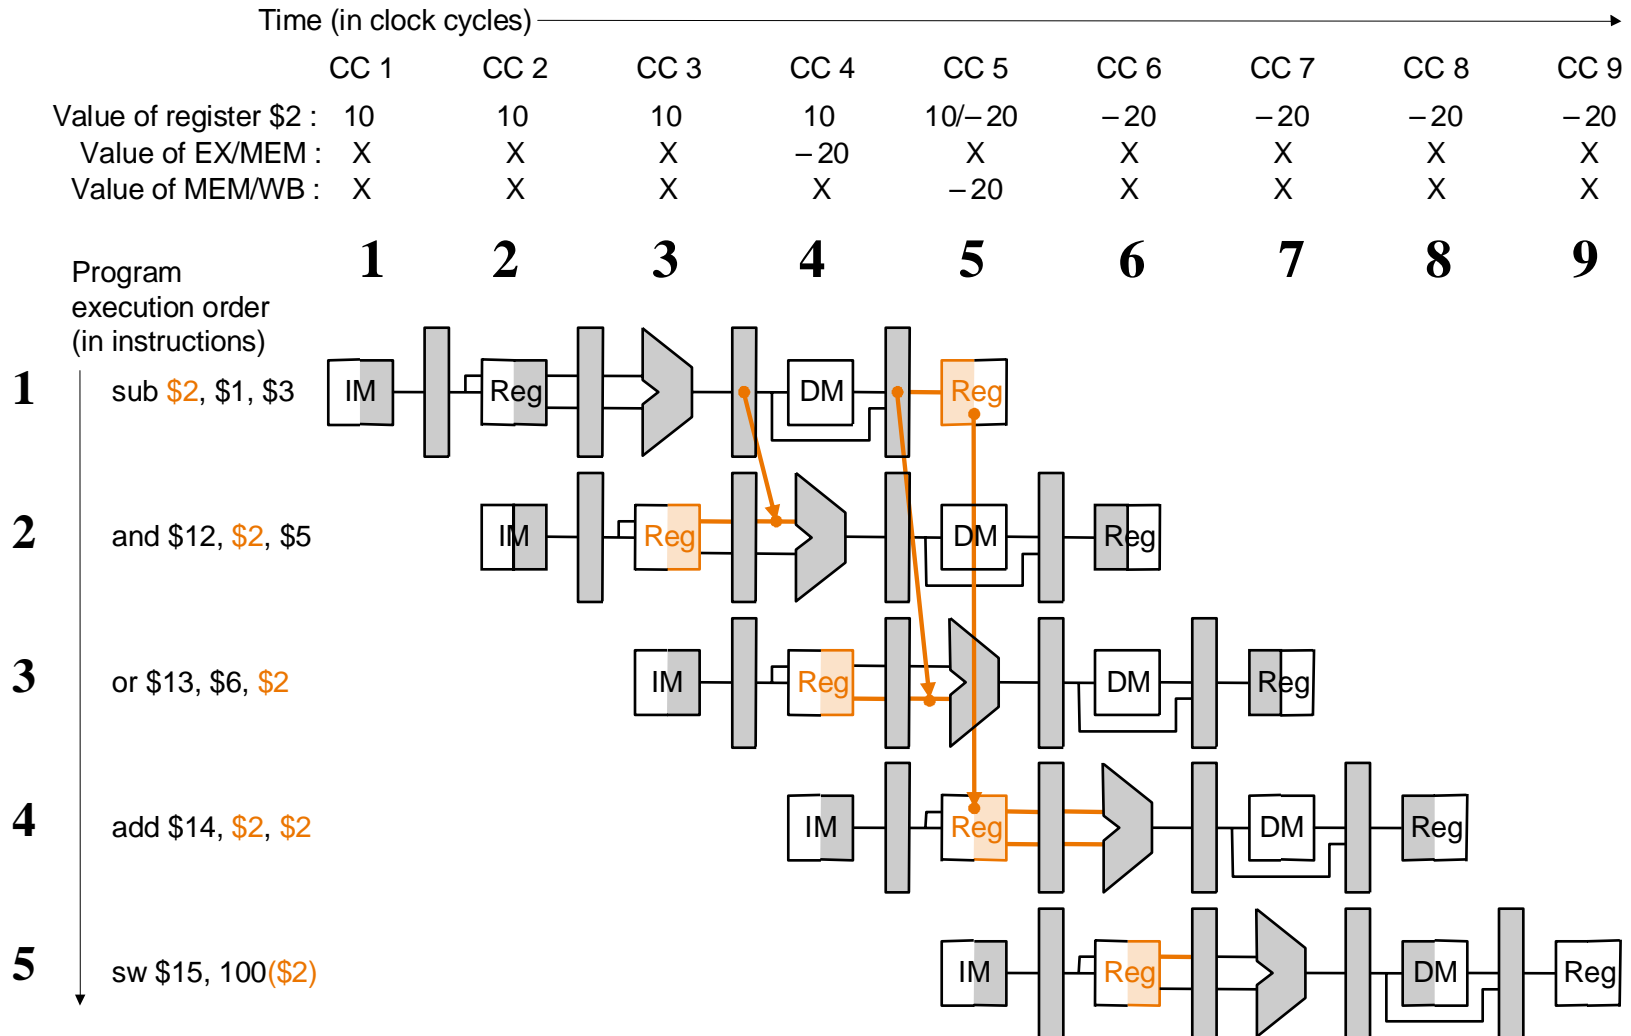 Time (in clock cycles)
CC 1 CC 2 CC 3 CC 4 CC 5 CC 6 CC 7 CC 8 CC 9
Value of register $2 : 10 10 10 10 10/–20 –20 –20 –20 –20
Value of EX/MEM : X X X –20 X X X X X
Value of MEM/WB : X X X X –20 X X X X
1 2 3 4 5 6 7 8 9
Program
execution order
(in instructions)
1 sub $2, $1, $3 IM Reg DM Reg
2 and $12, $2, $5 IM Reg DM Reg
3 or $13, $6, $2 IM Reg DM Reg
4 add $14, $2, $2 IM Reg DM Reg
5 sw $15, 100($2) IM Reg DM Reg